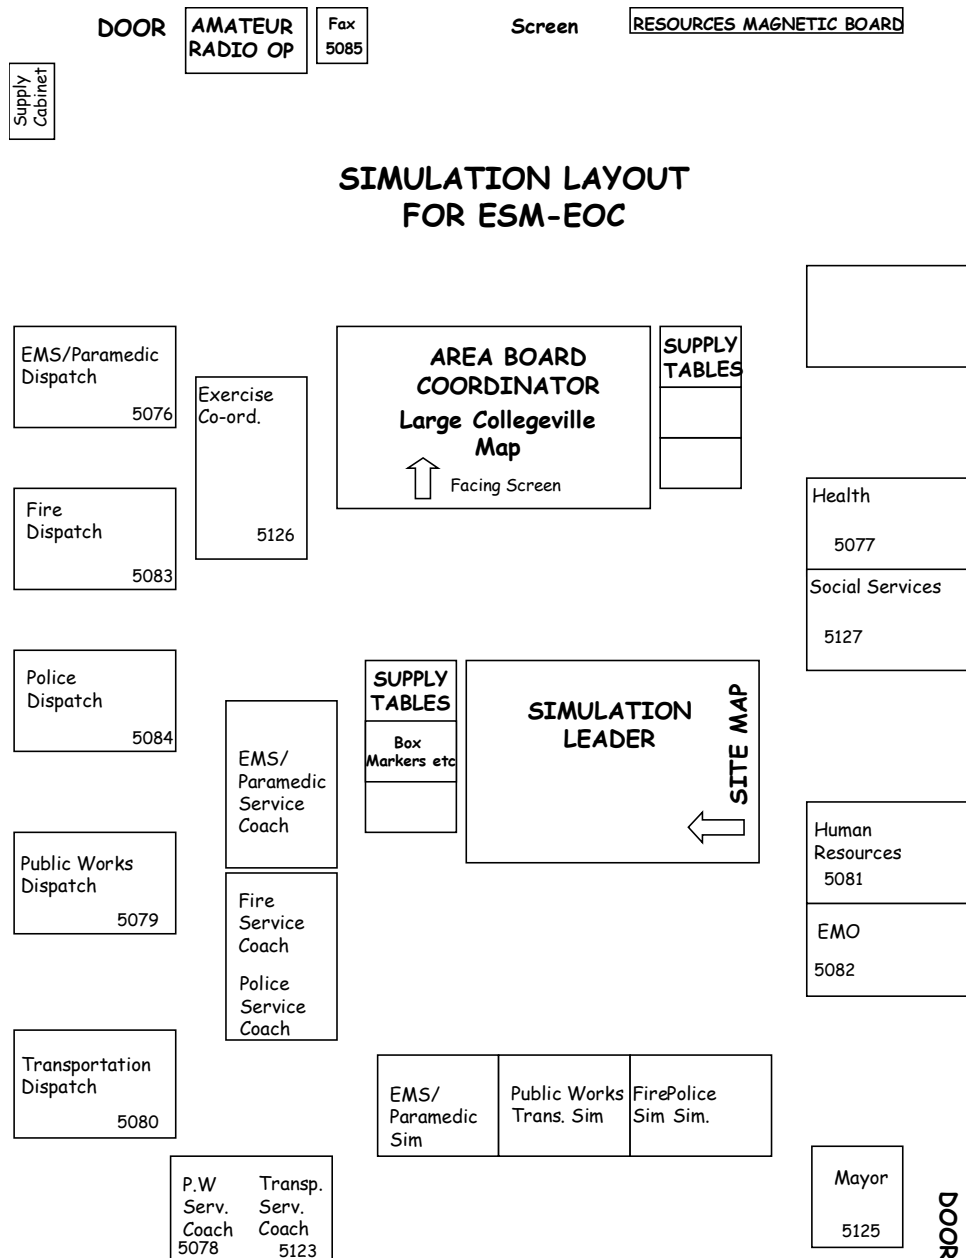 DOOR
AMATEUR
RADIO OP
Fax
5085
Screen
RESOURCES MAGNETIC BOARD
Supply
Cabinet
SIMULATION LAYOUT
FOR ESM-EOC
EMS/Paramedic
Dispatch
5076
Exercise
Co-ord.
5126
AREA BOARD
COORDINATOR
Large Collegeville
Map
Facing Screen
SUPPLY
TABLES
Fire
Dispatch
5083
Health
5077
Social Services
5127
Police
Dispatch
5084
EMS/
Paramedic
Service
Coach
SUPPLY
TABLES
Box
Markers etc
SIMULATION
LEADER
SITE MAP
Human
Resources
5081
EMO
5082
Public Works
Dispatch
5079
Fire
Service
Coach
Police
Service
Coach
Transportation
Dispatch
5080
EMS/
Paramedic
Sim
Public Works
Trans. Sim
FirePolice
Sim Sim.
P.W
Serv.
Coach
5078
Transp.
Serv.
Coach
5123
Mayor
5125
DOOR